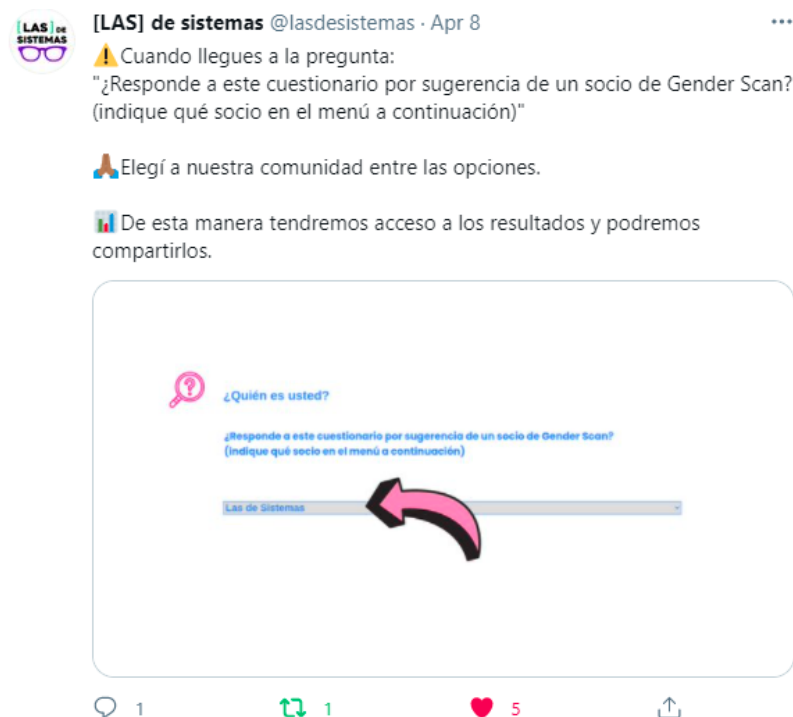 [LAS] DE
SISTEMAS
[LAS] de sistemas @lasdesistemas · Apr 8
⚠️Cuando llegues a la pregunta:
"¿Responde a este cuestionario por sugerencia de un socio de Gender Scan?
(indique qué socio en el menú a continuación)"
🙏🏾Elegí a nuestra comunidad entre las opciones.
📊De esta manera tendremos acceso a los resultados y podremos
compartirlos.
¿Quién es usted?
¿Responde a este cuestionario por sugerencia de un socio de Gender Scan?
(indique qué socio en el menú a continuación)
Las de Sistemas
1 1 5